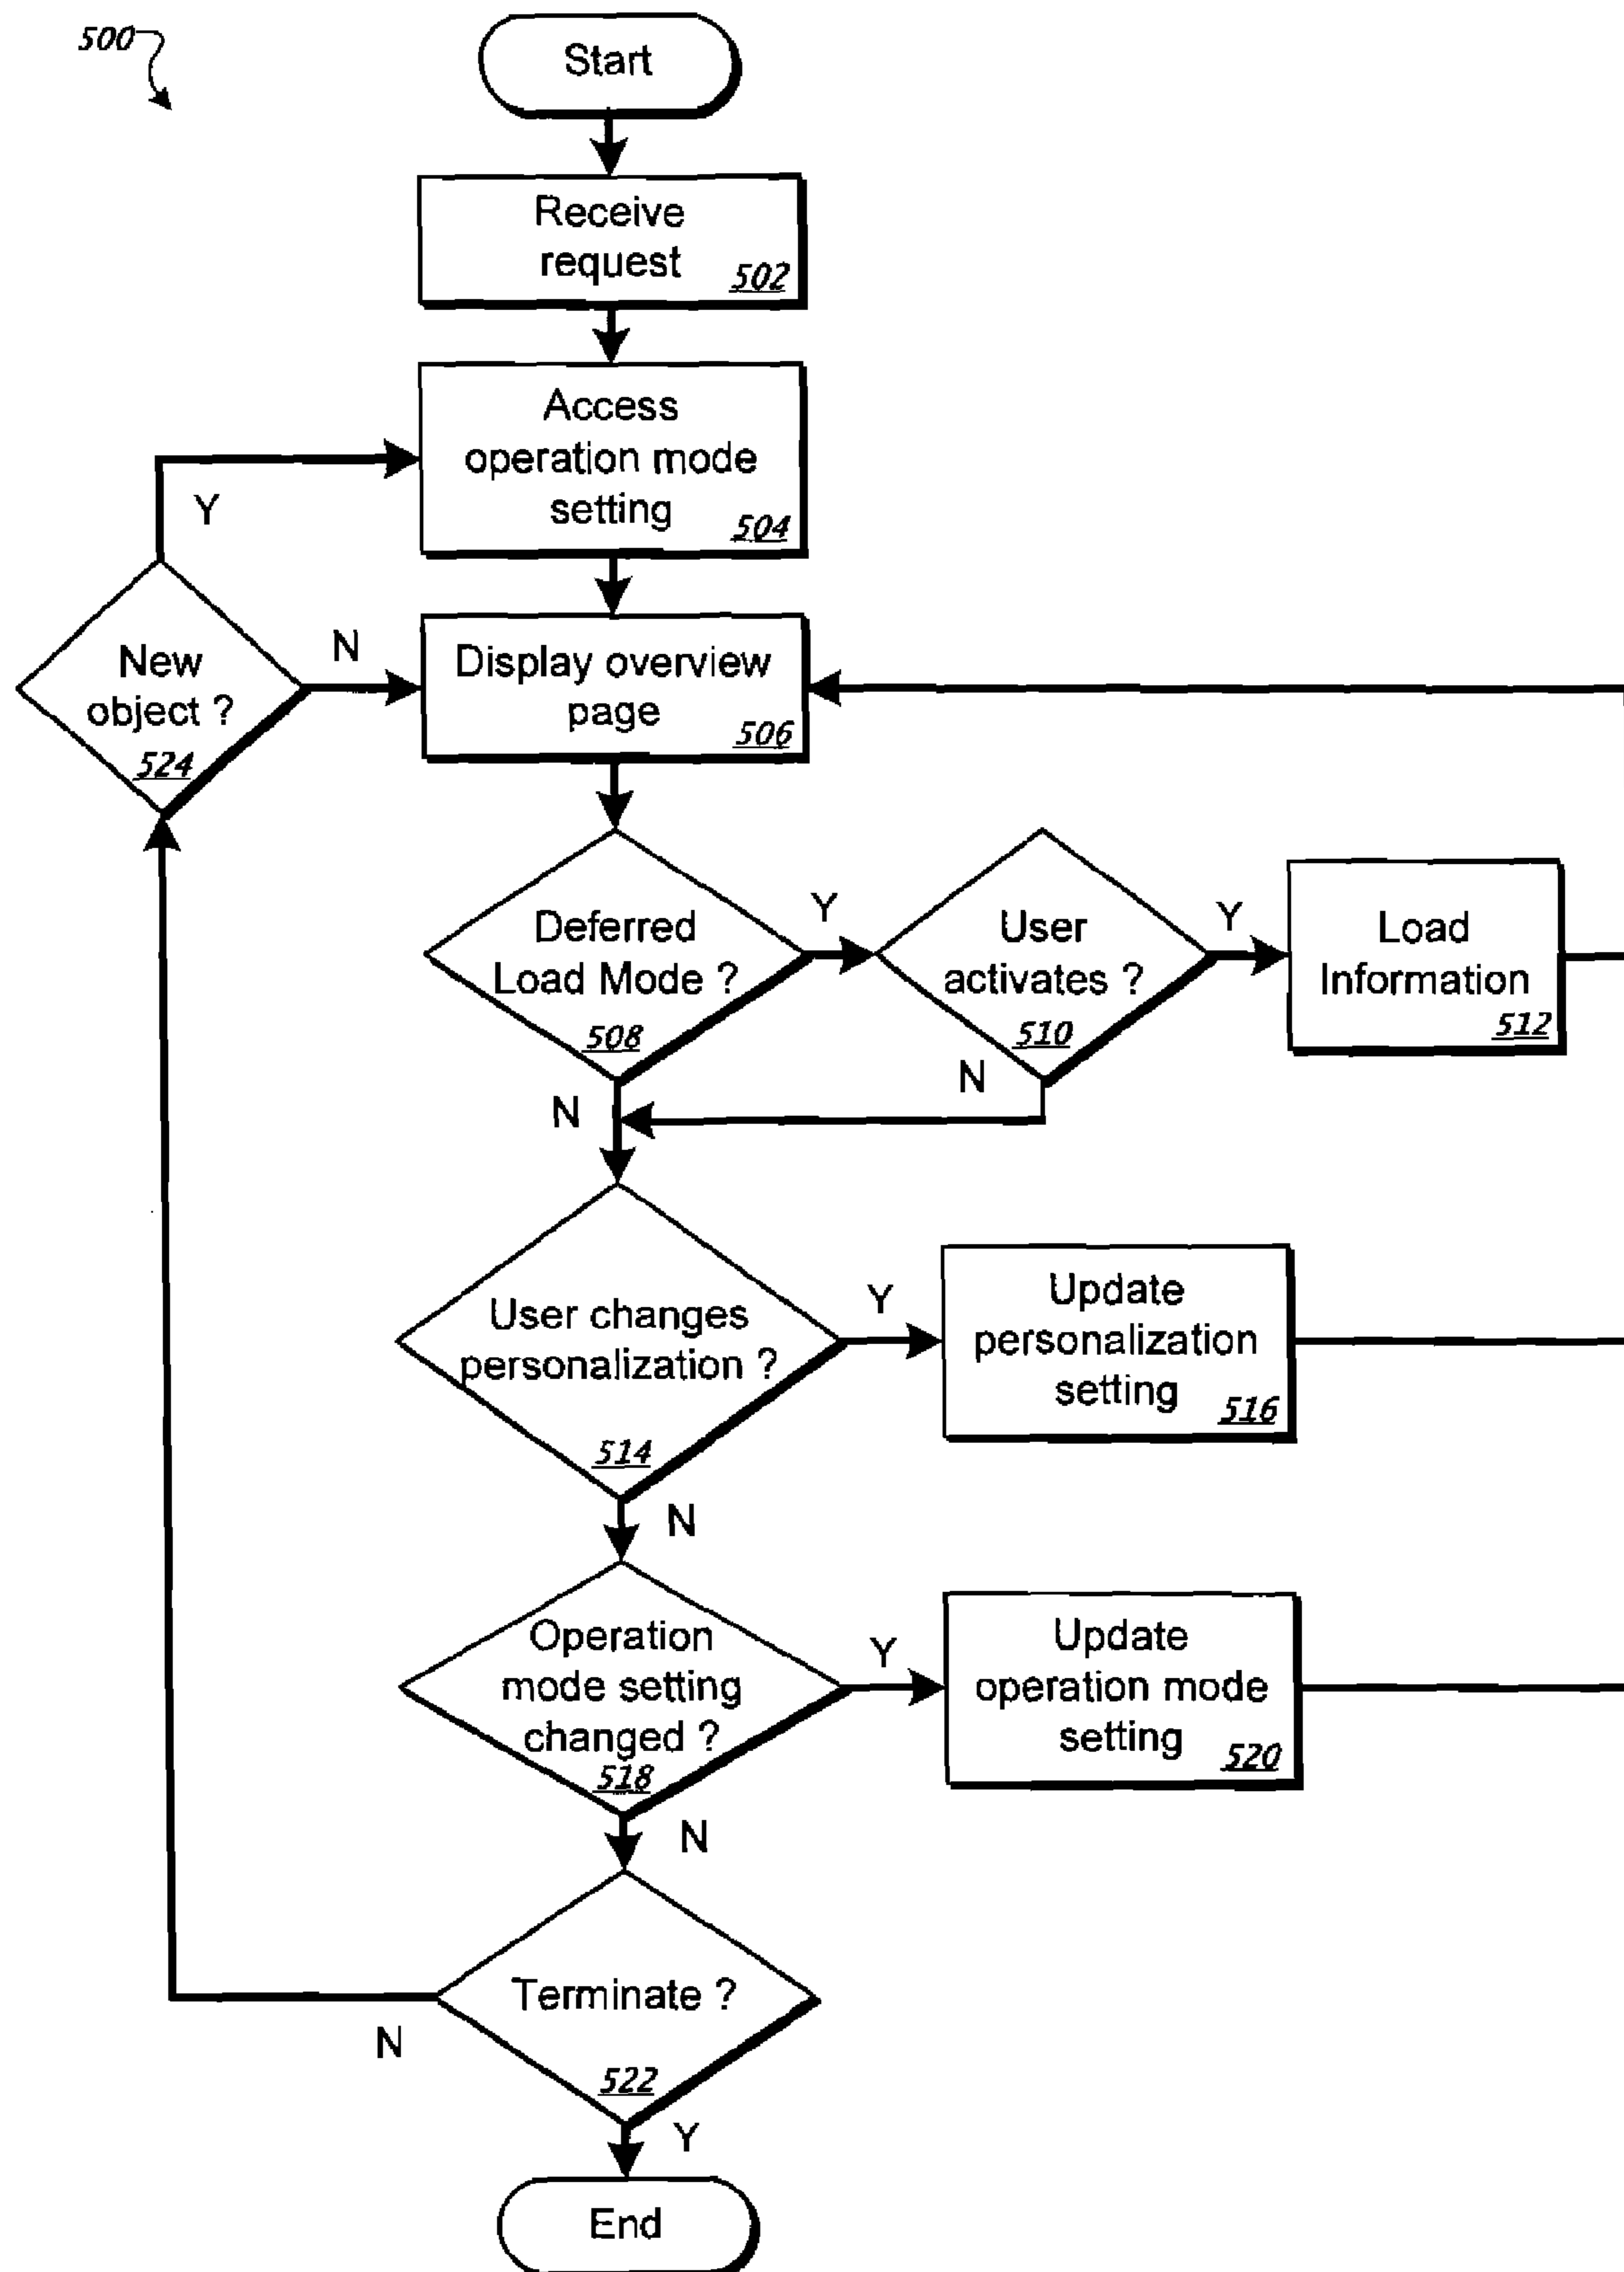 500
Start
Receive
request
502
Access
operation mode
setting
504
Y
New
object ?
524
N
Display overview
page
506
Deferred
Load Mode ?
508
Y
N
User
activates ?
510
Y
N
Load
Information
512
User changes
personalization ?
514
Y
N
Update
personalization
setting
516
Operation
mode setting
changed ?
518
Y
N
Update
operation mode
setting
520
Terminate ?
522
N
Y
End